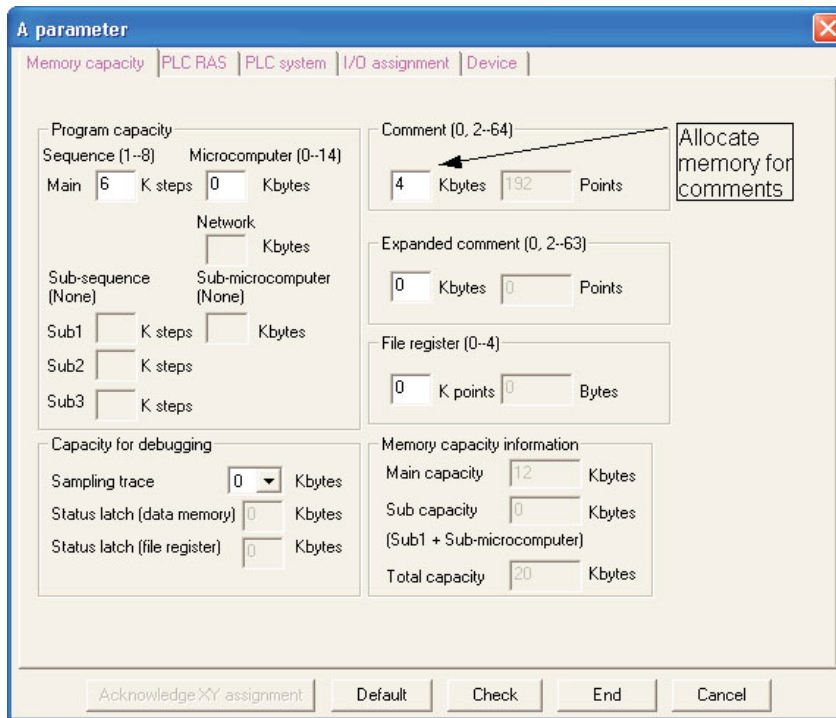 A parameter
Memory capacity PLC RAS PLC system I/O assignment Device
Program capacity
Sequence (1--8) Microcomputer (0--14)
Main 6 K steps 0 Kbytes
Network
Kbytes
Sub-sequence (None) Sub-microcomputer (None)
Sub1 K steps Kbytes
Sub2 K steps
Sub3 K steps
Capacity for debugging
Sampling trace 0 Kbytes
Status latch (data memory) 0 Kbytes
Status latch (file register) 0 Kbytes
Comment (0, 2--64)
4 Kbytes 192 Points
Allocate
memory for
comments
Expanded comment (0, 2--63)
0 Kbytes 0 Points
File register (0--4)
0 K points 0 Bytes
Memory capacity information
Main capacity 12 Kbytes
Sub capacity 0 Kbytes
(Sub1 + Sub-microcomputer)
Total capacity 20 Kbytes
Acknowledge XY assignment Default Check End Cancel